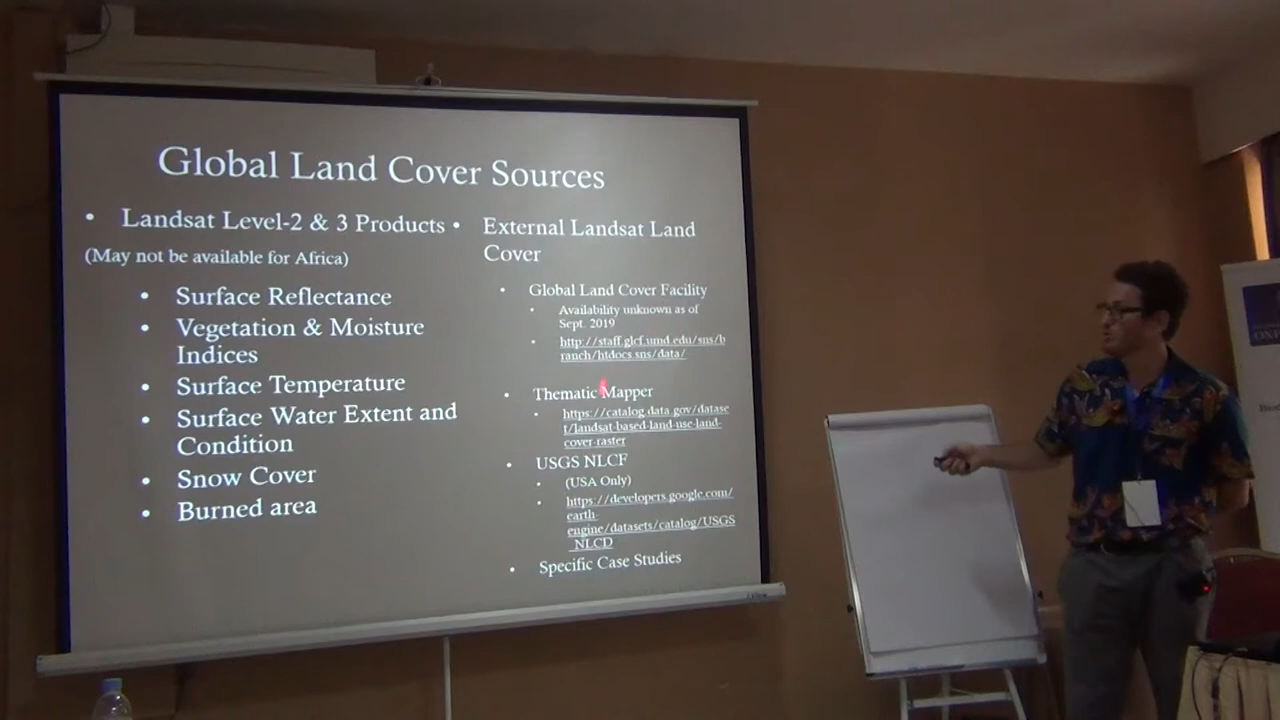 Global Land Cover Sources
• Landsat Level-2 & 3 Products
(May not be available for Africa)
• Surface Reflectance
• Vegetation & Moisture
Indices
• Surface Temperature
• Surface Water Extent and
Condition
• Snow Cover
• Burned area
• External Landsat Land
Cover
• Global Land Cover Facility
• Availability unknown as of
Sept. 2019
• http://staff.glcf.umd.edu/sns/b
ranch/htdocs.sns/data/
• Thematic Mapper
• https://catalog.data.gov/datase
t/landsat-based-land-use-land-
cover-raster
• USGS NLCF
• (USA Only)
• https://developers.google.com/
earth-
engine/datasets/catalog/USGS
_NLCD
• Specific Case Studies